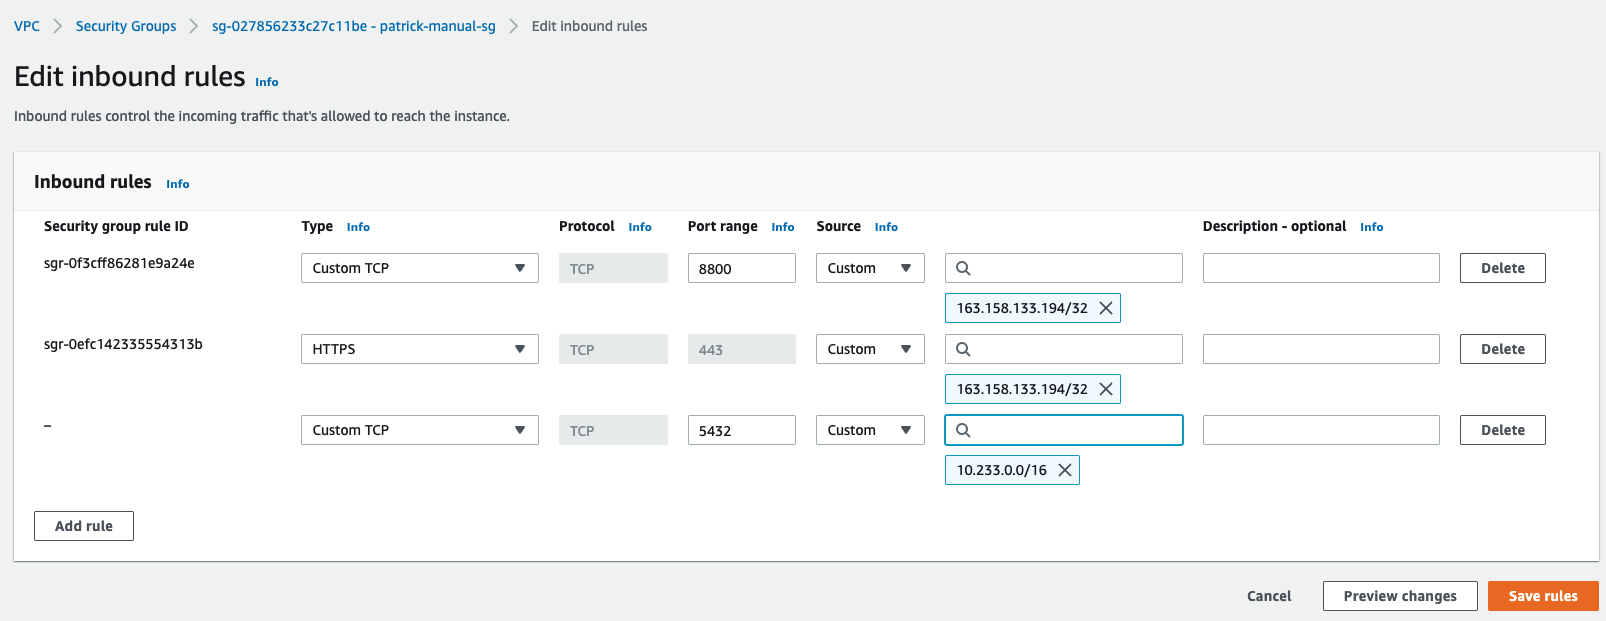 VPC > Security Groups > sg-027856233c27c11be - patrick-manual-sg > Edit inbound rules
Edit inbound rules Info
Inbound rules control the incoming traffic that's allowed to reach the instance.
Inbound rules Info
Security group rule ID Type Info Protocol Info Port range Info Source Info Description - optional Info
sgr-0f3cff86281e9a24e Custom TCP TCP 8800 Custom Delete
163.158.133.194/32
sgr-0efc142335554313b HTTPS TCP 443 Custom Delete
163.158.133.194/32
– Custom TCP TCP 5432 Custom Delete
10.233.0.0/16
Add rule
Cancel Preview changes Save rules